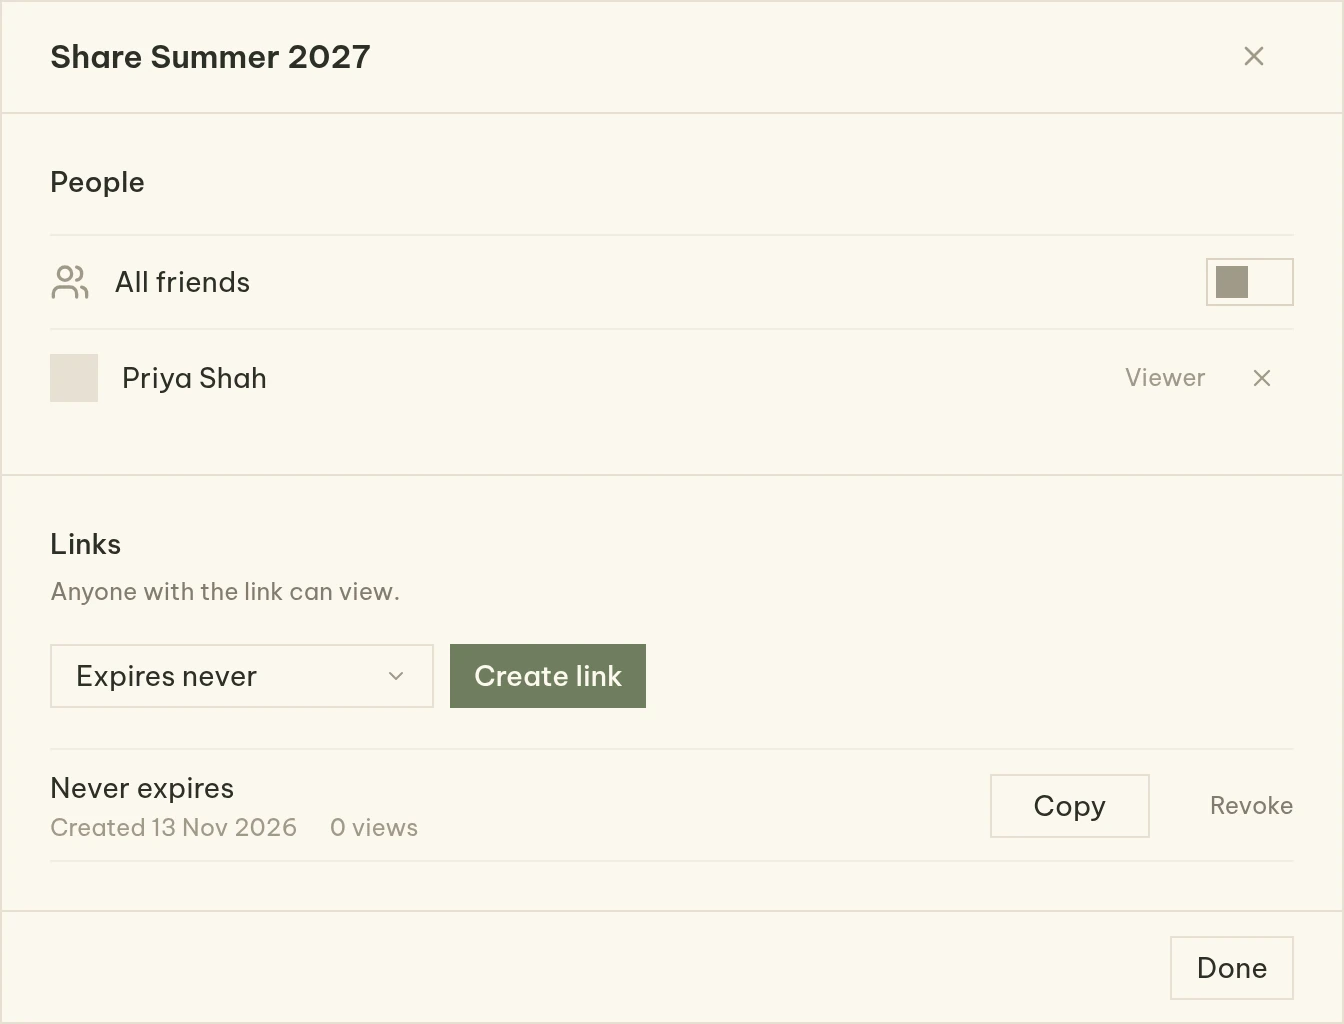 Share Summer 2027
People
All friends
Priya Shah
Viewer
Links
Anyone with the link can view.
Expires never
Create link
Never expires
Created 13 Nov 2026 0 views
Copy
Revoke
Done